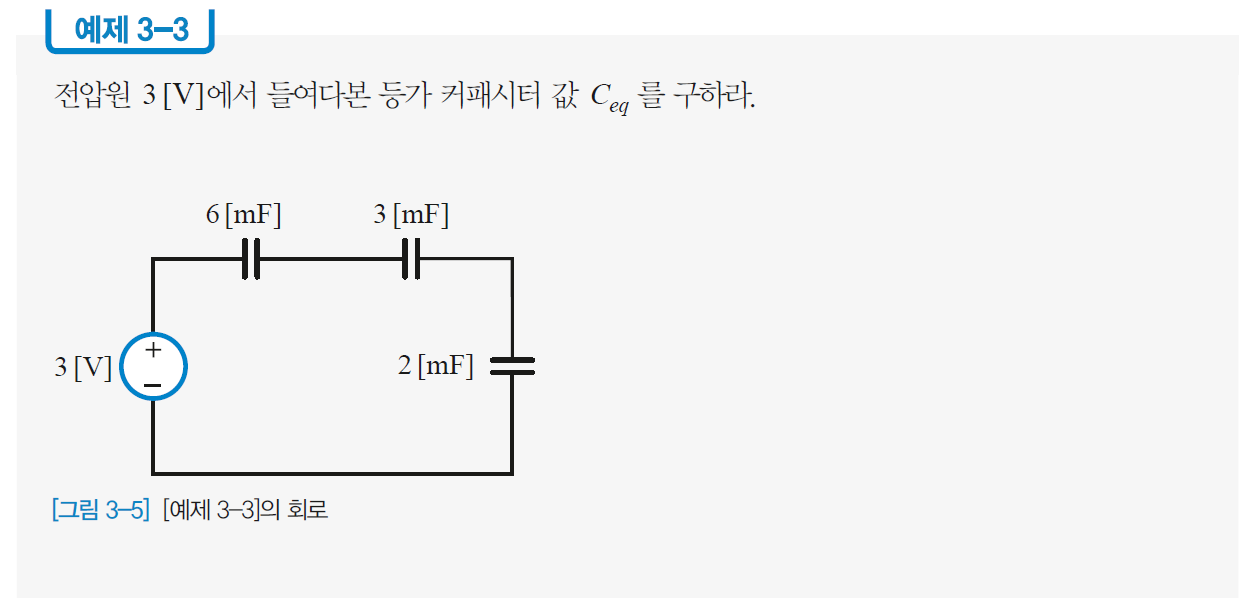 예제 3-3
전압원 3[V]에서 들여다본 등가 커패시터 값 C_eq 를 구하라.
6[mF] 3[mF]
+
3[V] 2[mF]
−
[그림 3-5] [예제 3-3]의 회로